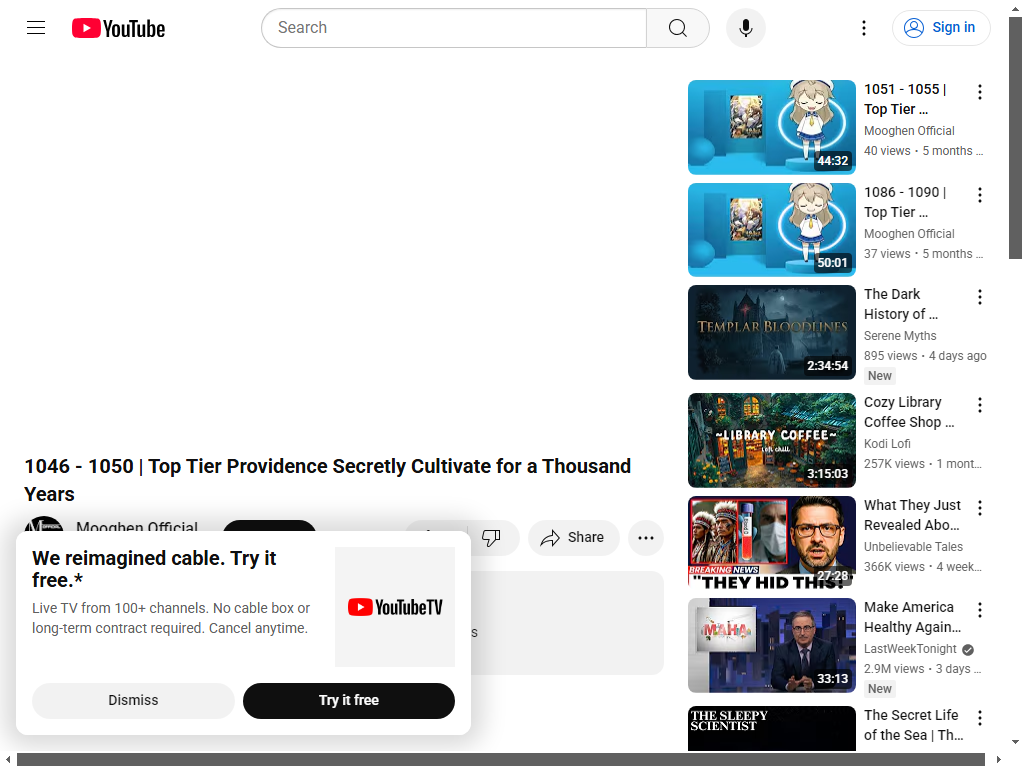 YouTube
Search
Sign in
1046 - 1050 | Top Tier Providence Secretly Cultivate for a Thousand
Years
Mooghen Official
Share
We reimagined cable. Try it
free.*
Live TV from 100+ channels. No cable box or
long-term contract required. Cancel anytime.
YouTubeTV
Dismiss
Try it free
44:32
1051 - 1055 |
Top Tier ...
Mooghen Official
40 views • 5 months ...
50:01
1086 - 1090 |
Top Tier ...
Mooghen Official
37 views • 5 months ...
TEMPLAR BLOODLINES
2:34:54
The Dark
History of ...
Serene Myths
895 views • 4 days ago
New
~LIBRARY COFFEE~
lofi chill
3:15:03
Cozy Library
Coffee Shop ...
Kodi Lofi
257K views • 1 mont...
BREAKING NEWS
"THEY HID THIS!
27:28
What They Just
Revealed Abo...
Unbelievable Tales
366K views • 4 week...
MAHA
33:13
Make America
Healthy Again...
LastWeekTonight
2.9M views • 3 days ...
New
THE SLEEPY
SCIENTIST
The Secret Life
of the Sea | Th...